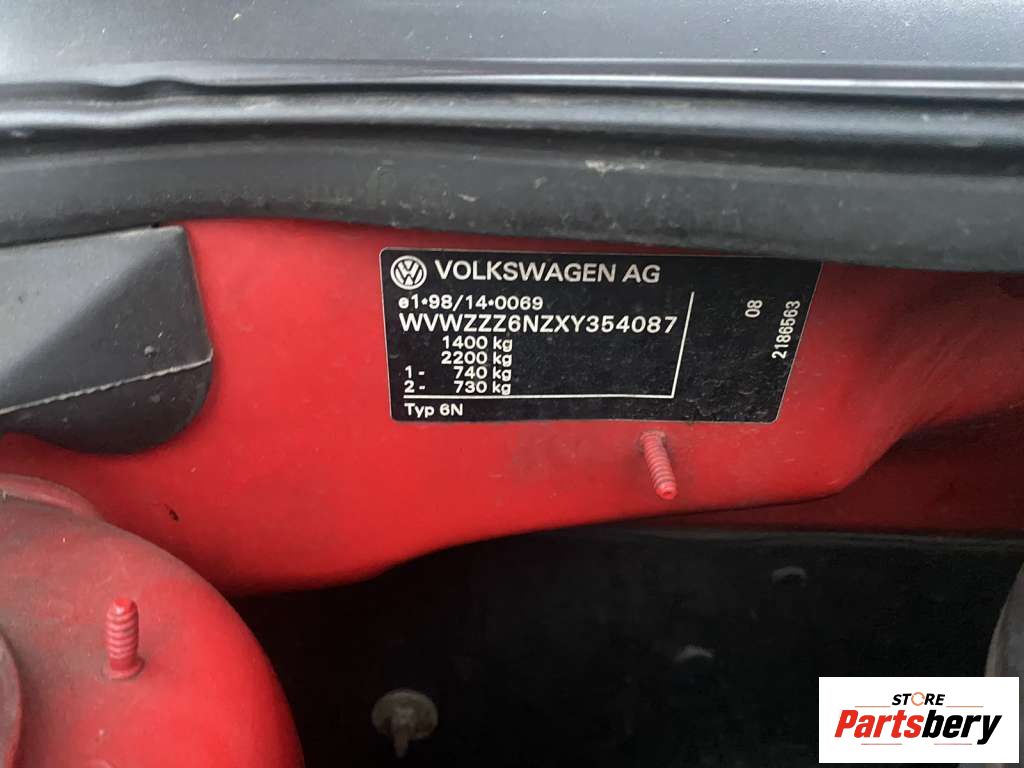 VOLKSWAGEN AG
e1•98/14•0069
WVWZZZ6NZXY354087
1400 kg
2200 kg
1 - 740 kg
2 - 730 kg
Typ 6N
08
2186563
STORE
Partsbery